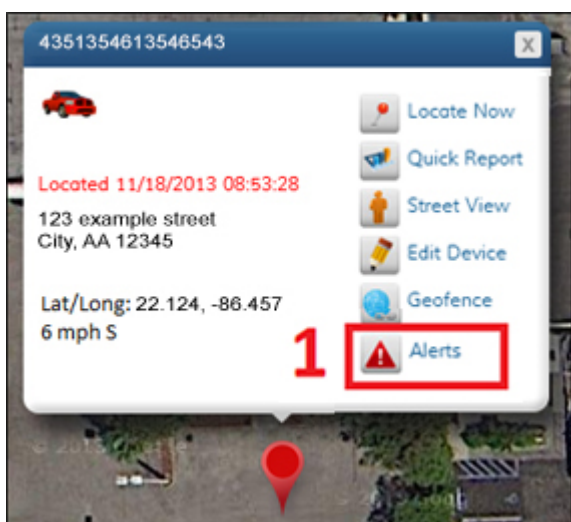 4351354613546543
X
Locate Now
Quick Report
Located 11/18/2013 08:53:28
Street View
123 example street
City, AA 12345
Edit Device
Lat/Long: 22.124, -86.457
Geofence
6 mph S
1
Alerts